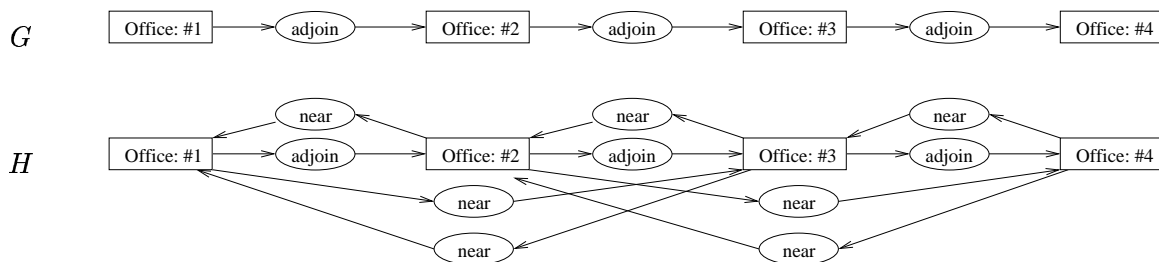 G Office: #1 adjoin Office: #2 adjoin Office: #3 adjoin Office: #4
near near near
H Office: #1 adjoin Office: #2 adjoin Office: #3 adjoin Office: #4
near near
near near